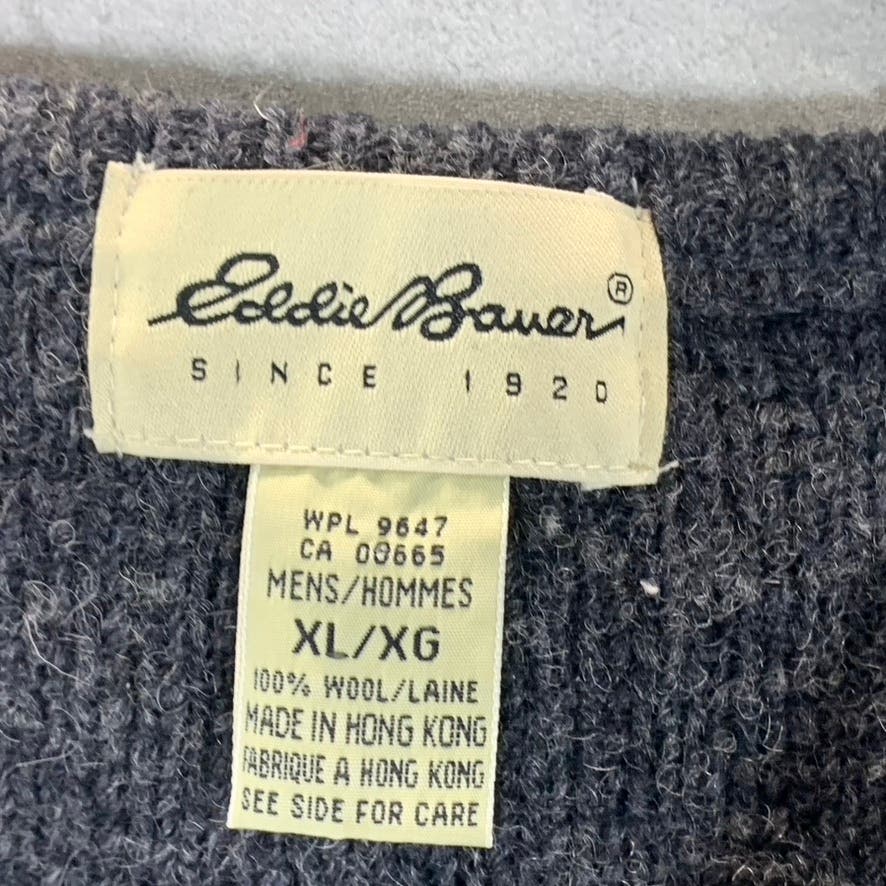 Eddie Bauer®
SINCE 1920
WPL 9647
CA 00665
MENS/HOMMES
XL/XG
100% WOOL/LAINE
MADE IN HONG KONG
FABRIQUE A HONG KONG
SEE SIDE FOR CARE